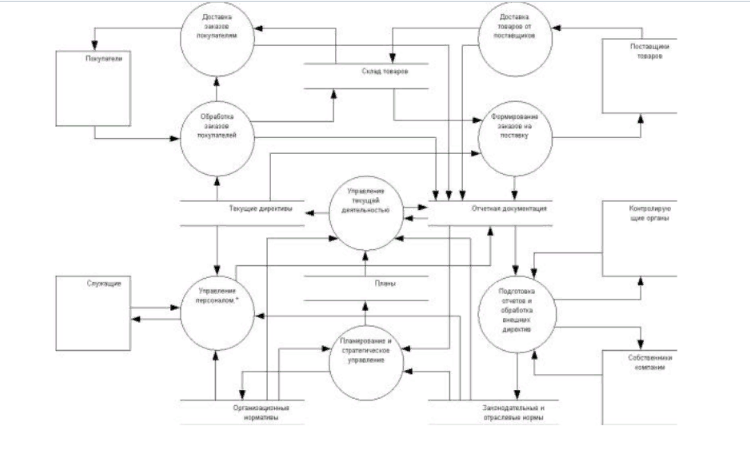 Доставка
заказов
покупателям
Доставка
товаров от
поставщиков
Покупатели
Поставщики
товаров
Склад товаров
Обработка
заказов
покупателей
Формирование
заказов на
поставку
Управление
текущей
деятельностью
Текущие директивы
Отчетная документация
Контролирую
щие органы
Служащие
Управление
персоналом *
Планы
Подготовка
отчетов и
обработка
внешних
директив
Планирование и
стратегическое
управление
Собственники
компании
Организационные
нормативы
Законодательные и
отраслевые нормы